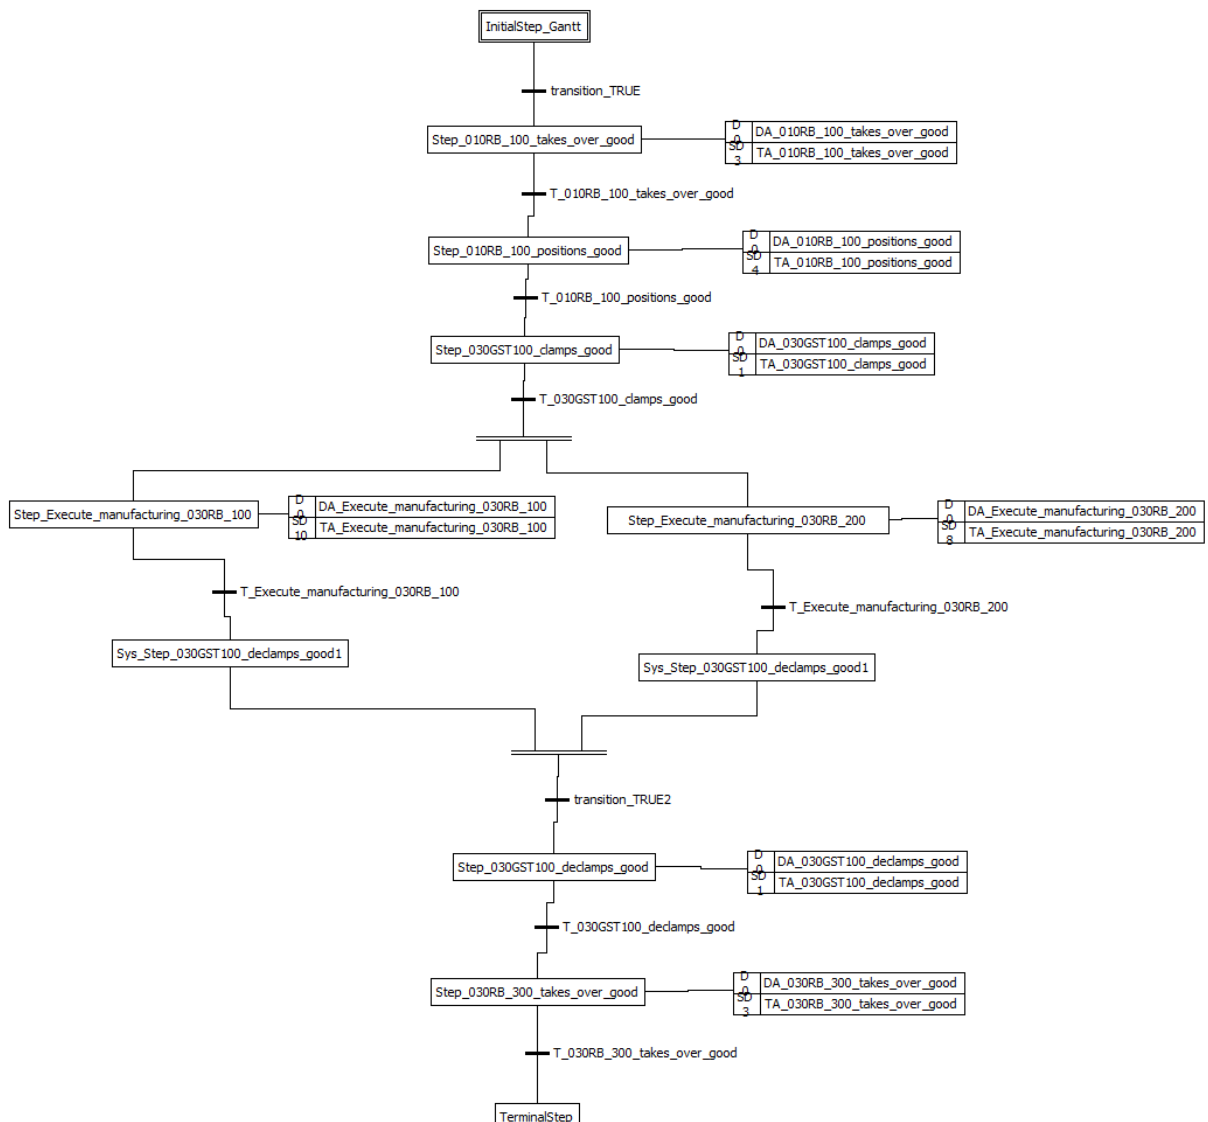 InitialStep_Gantt
transition_TRUE
Step_010RB_100_takes_over_good
D 0 DA_010RB_100_takes_over_good
SD 3 TA_010RB_100_takes_over_good
T_010RB_100_takes_over_good
Step_010RB_100_positions_good
D 0 DA_010RB_100_positions_good
SD 4 TA_010RB_100_positions_good
T_010RB_100_positions_good
Step_030GST100_clamps_good
D 0 DA_030GST100_clamps_good
SD 1 TA_030GST100_clamps_good
T_030GST100_clamps_good
Step_Execute_manufacturing_030RB_100
D 0 DA_Execute_manufacturing_030RB_100
SD 10 TA_Execute_manufacturing_030RB_100
Step_Execute_manufacturing_030RB_200
D 0 DA_Execute_manufacturing_030RB_200
SD 8 TA_Execute_manufacturing_030RB_200
T_Execute_manufacturing_030RB_100
T_Execute_manufacturing_030RB_200
Sys_Step_030GST100_declamps_good1
Sys_Step_030GST100_declamps_good1
transition_TRUE2
Step_030GST100_declamps_good
D 0 DA_030GST100_declamps_good
SD 1 TA_030GST100_declamps_good
T_030GST100_declamps_good
Step_030RB_300_takes_over_good
D 0 DA_030RB_300_takes_over_good
SD 3 TA_030RB_300_takes_over_good
T_030RB_300_takes_over_good
TerminalStep